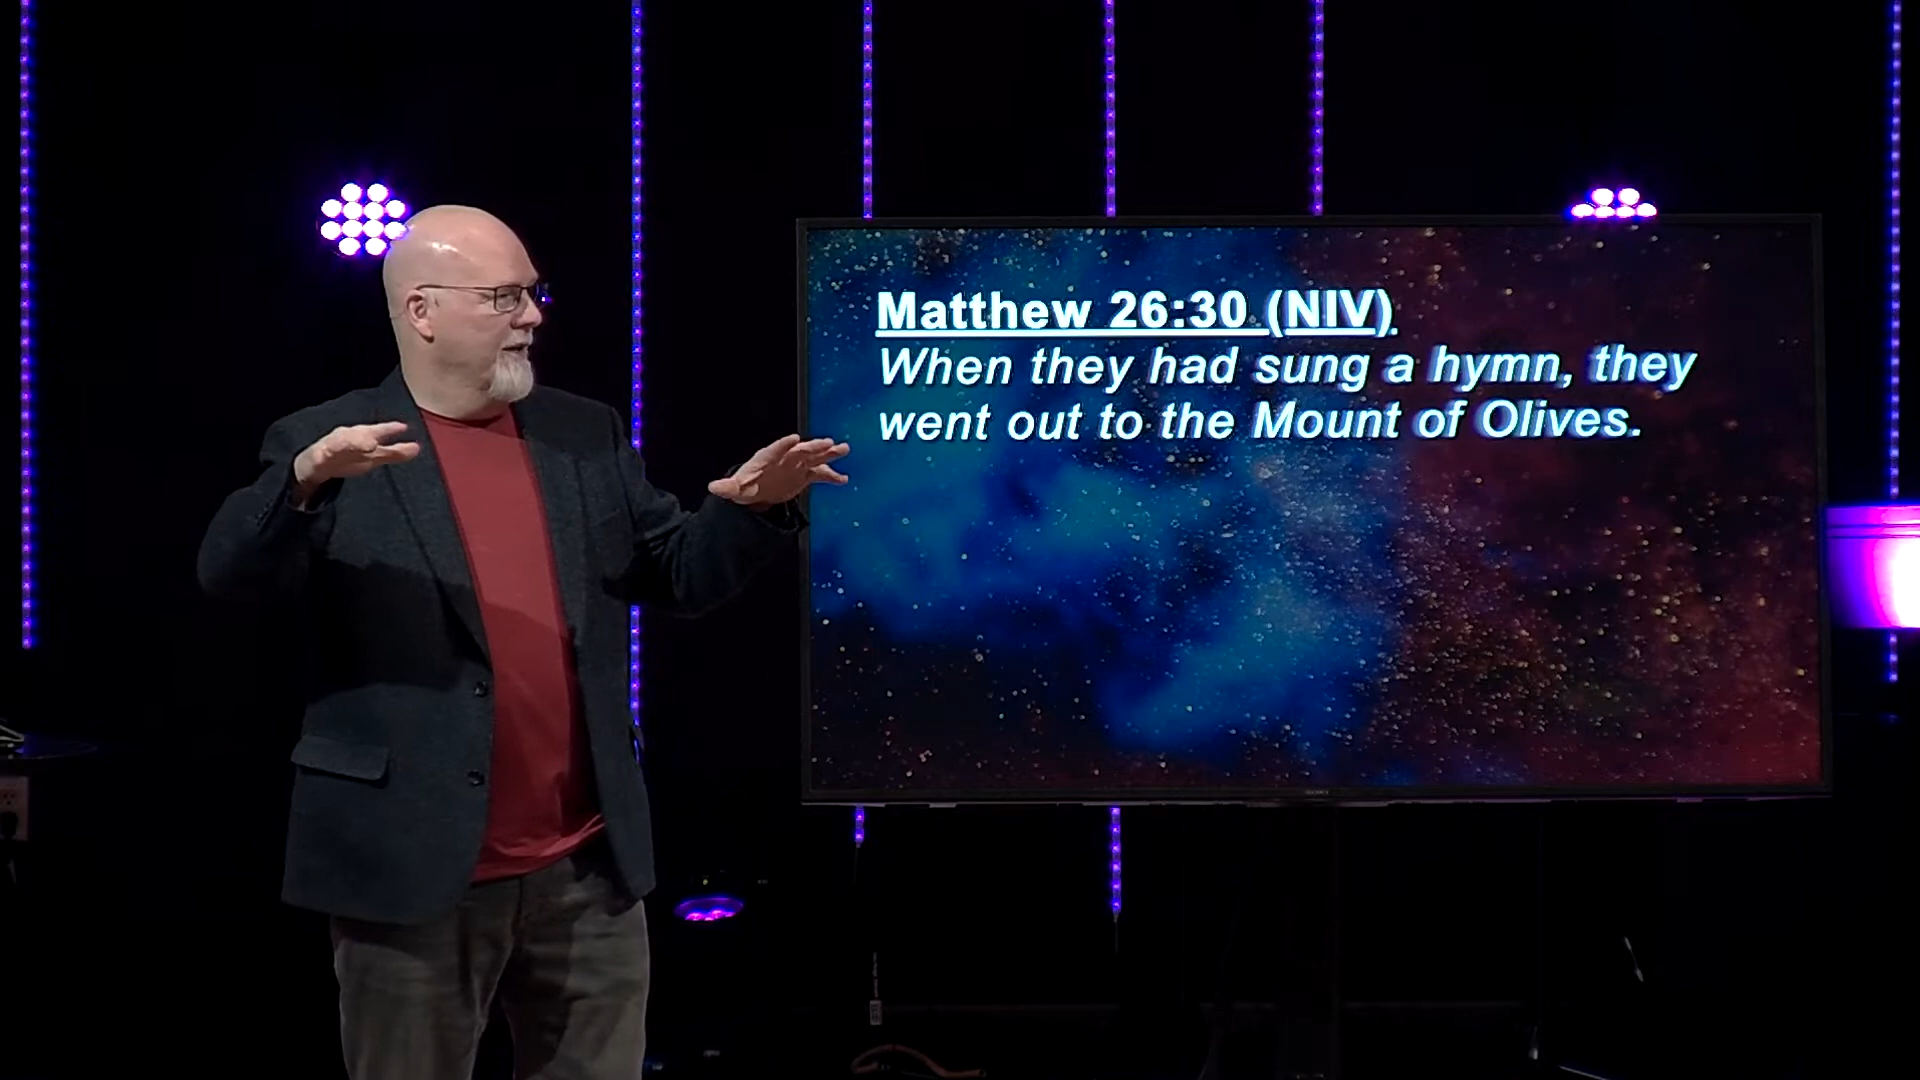 Matthew 26:30 (NIV)
When they had sung a hymn, they
went out to the Mount of Olives.